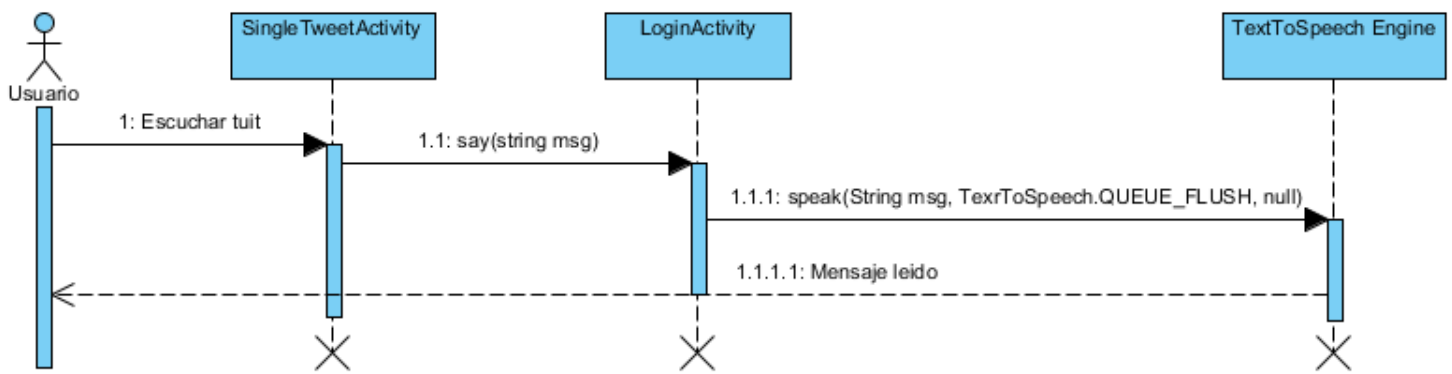 SingleTweetActivity
LoginActivity
TextToSpeech Engine
Usuario
1: Escuchar tuit
1.1: say(string msg)
1.1.1: speak(String msg, TexrToSpeech.QUEUE_FLUSH, null)
1.1.1.1: Mensaje leido